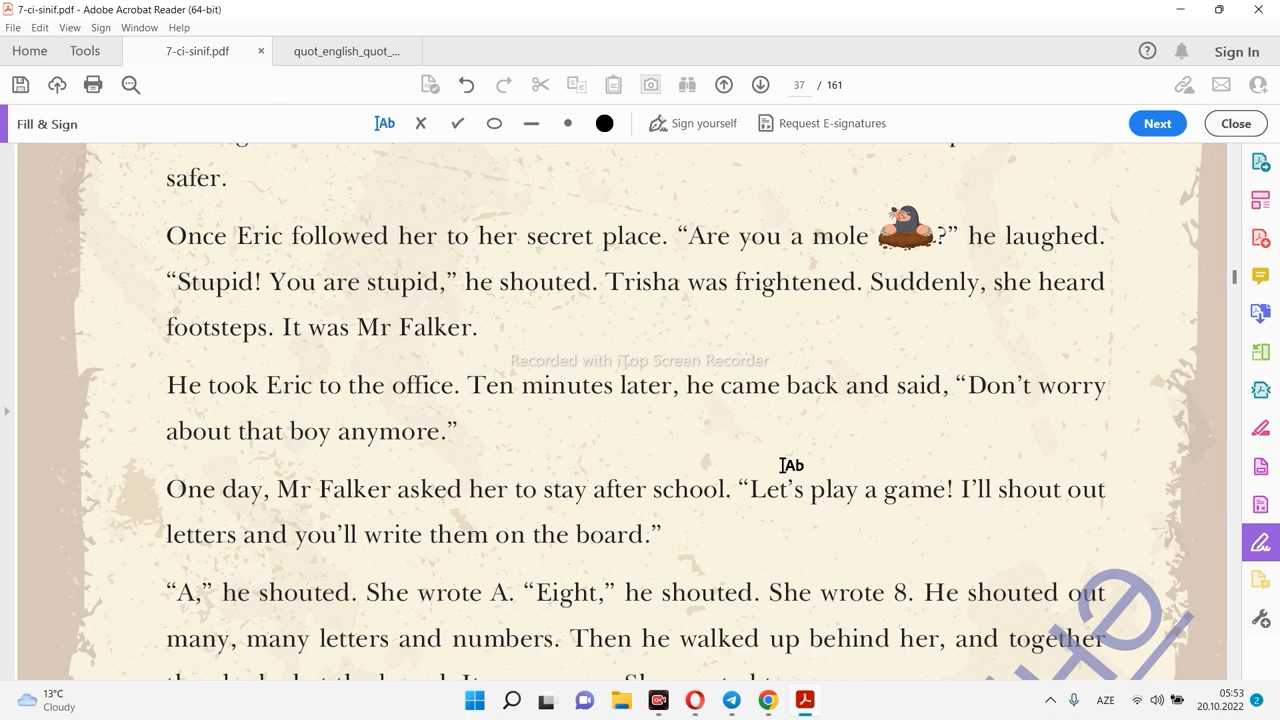 7-ci-sinif.pdf - Adobe Acrobat Reader (64-bit)
File Edit View Sign Window Help
Home Tools 7-ci-sinif.pdf × quot_english_quot_... Sign In
37 / 161
Fill & Sign Ab Sign yourself Request E-signatures Next Close
safer.
Once Eric followed her to her secret place. “Are you a mole ?” he laughed.
“Stupid! You are stupid,” he shouted. Trisha was frightened. Suddenly, she heard
footsteps. It was Mr Falker.
Recorded with iTop Screen Recorder
He took Eric to the office. Ten minutes later, he came back and said, “Don’t worry
about that boy anymore.”
Ab
One day, Mr Falker asked her to stay after school. “Let’s play a game! I’ll shout out
letters and you’ll write them on the board.”
“A,” he shouted. She wrote A. “Eight,” he shouted. She wrote 8. He shouted out
many, many letters and numbers. Then he walked up behind her, and together
13°C
Cloudy
AZE
05:53
20.10.2022
2